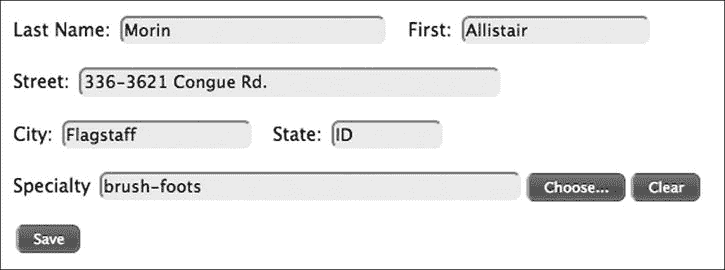 Last Name: Morin First: Allistair
Street: 336-3621 Congue Rd.
City: Flagstaff State: ID
Specialty brush-foots Choose... Clear
Save